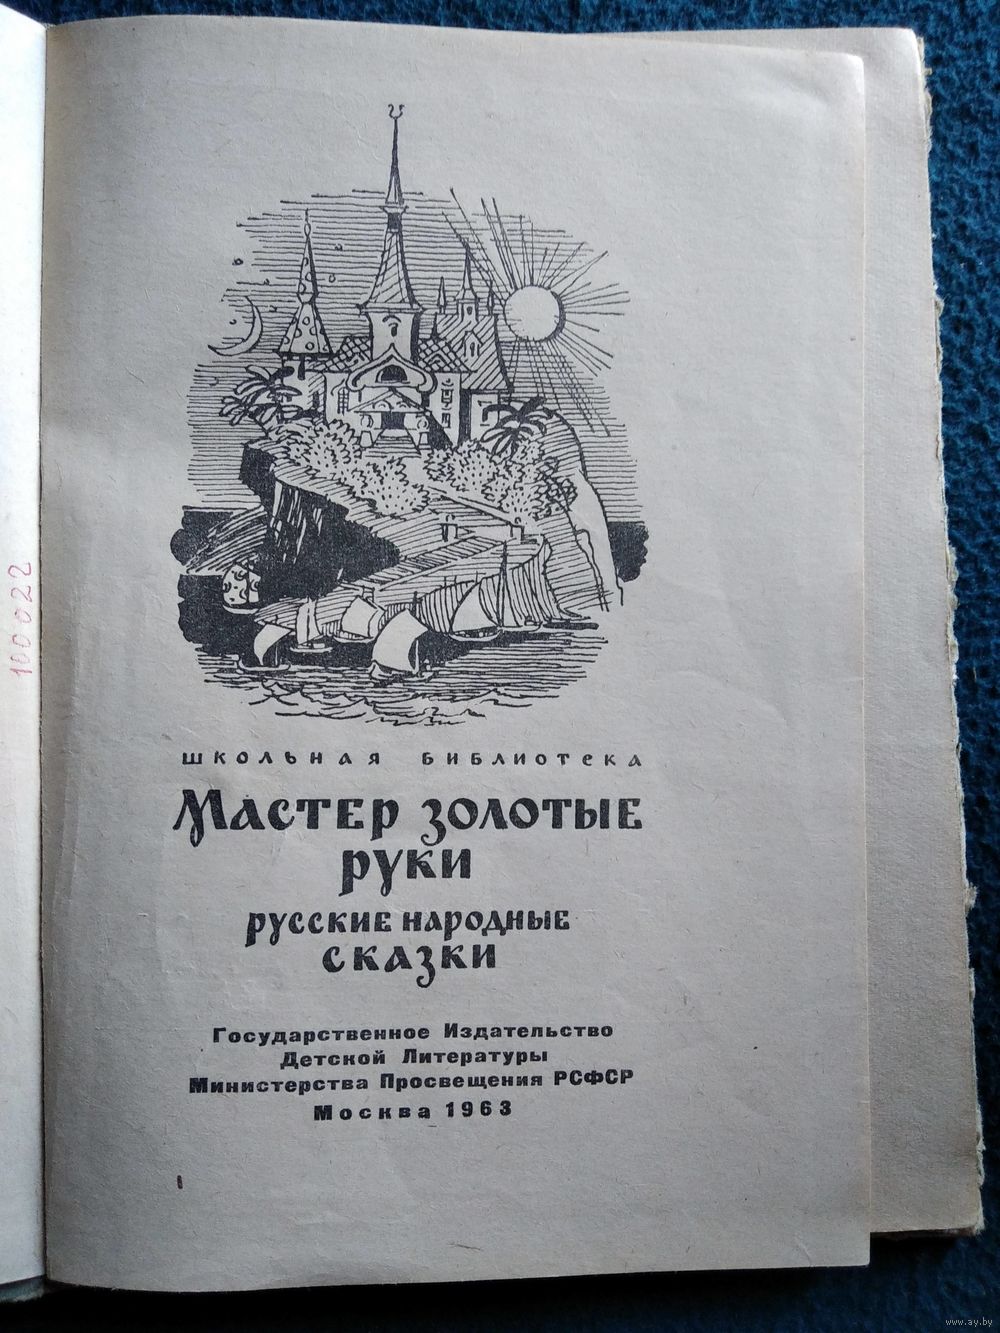 100022
ШКОЛЬНАЯ БИБЛИОТЕКА
МАСТЕР ЗОЛОТЫЕ
РУКИ
РУССКИЕ НАРОДНЫЕ
СКАЗКИ
Государственное Издательство
Детской Литературы
Министерства Просвещения РСФСР
Москва 1963
www.ay.by